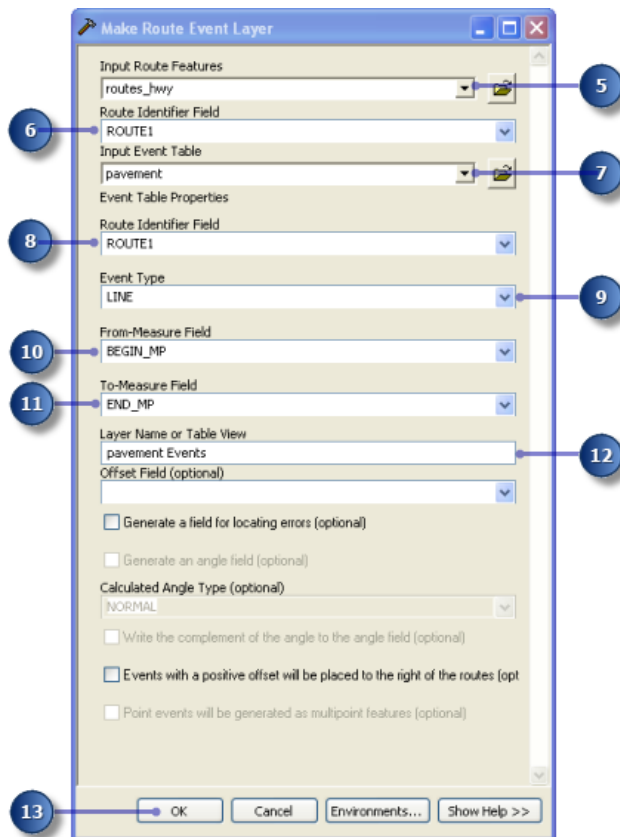 Make Route Event Layer
Input Route Features
routes_hwy
5
Route Identifier Field
6
ROUTE1
Input Event Table
pavement
7
Event Table Properties
Route Identifier Field
8
ROUTE1
Event Type
LINE
9
From-Measure Field
10
BEGIN_MP
To-Measure Field
11
END_MP
Layer Name or Table View
pavement Events
12
Offset Field (optional)
Generate a field for locating errors (optional)
Generate an angle field (optional)
Calculated Angle Type (optional)
NORMAL
Write the complement of the angle to the angle field (optional)
Events with a positive offset will be placed to the right of the routes (opt
Point events will be generated as multipoint features (optional)
13
OK
Cancel
Environments...
Show Help >>